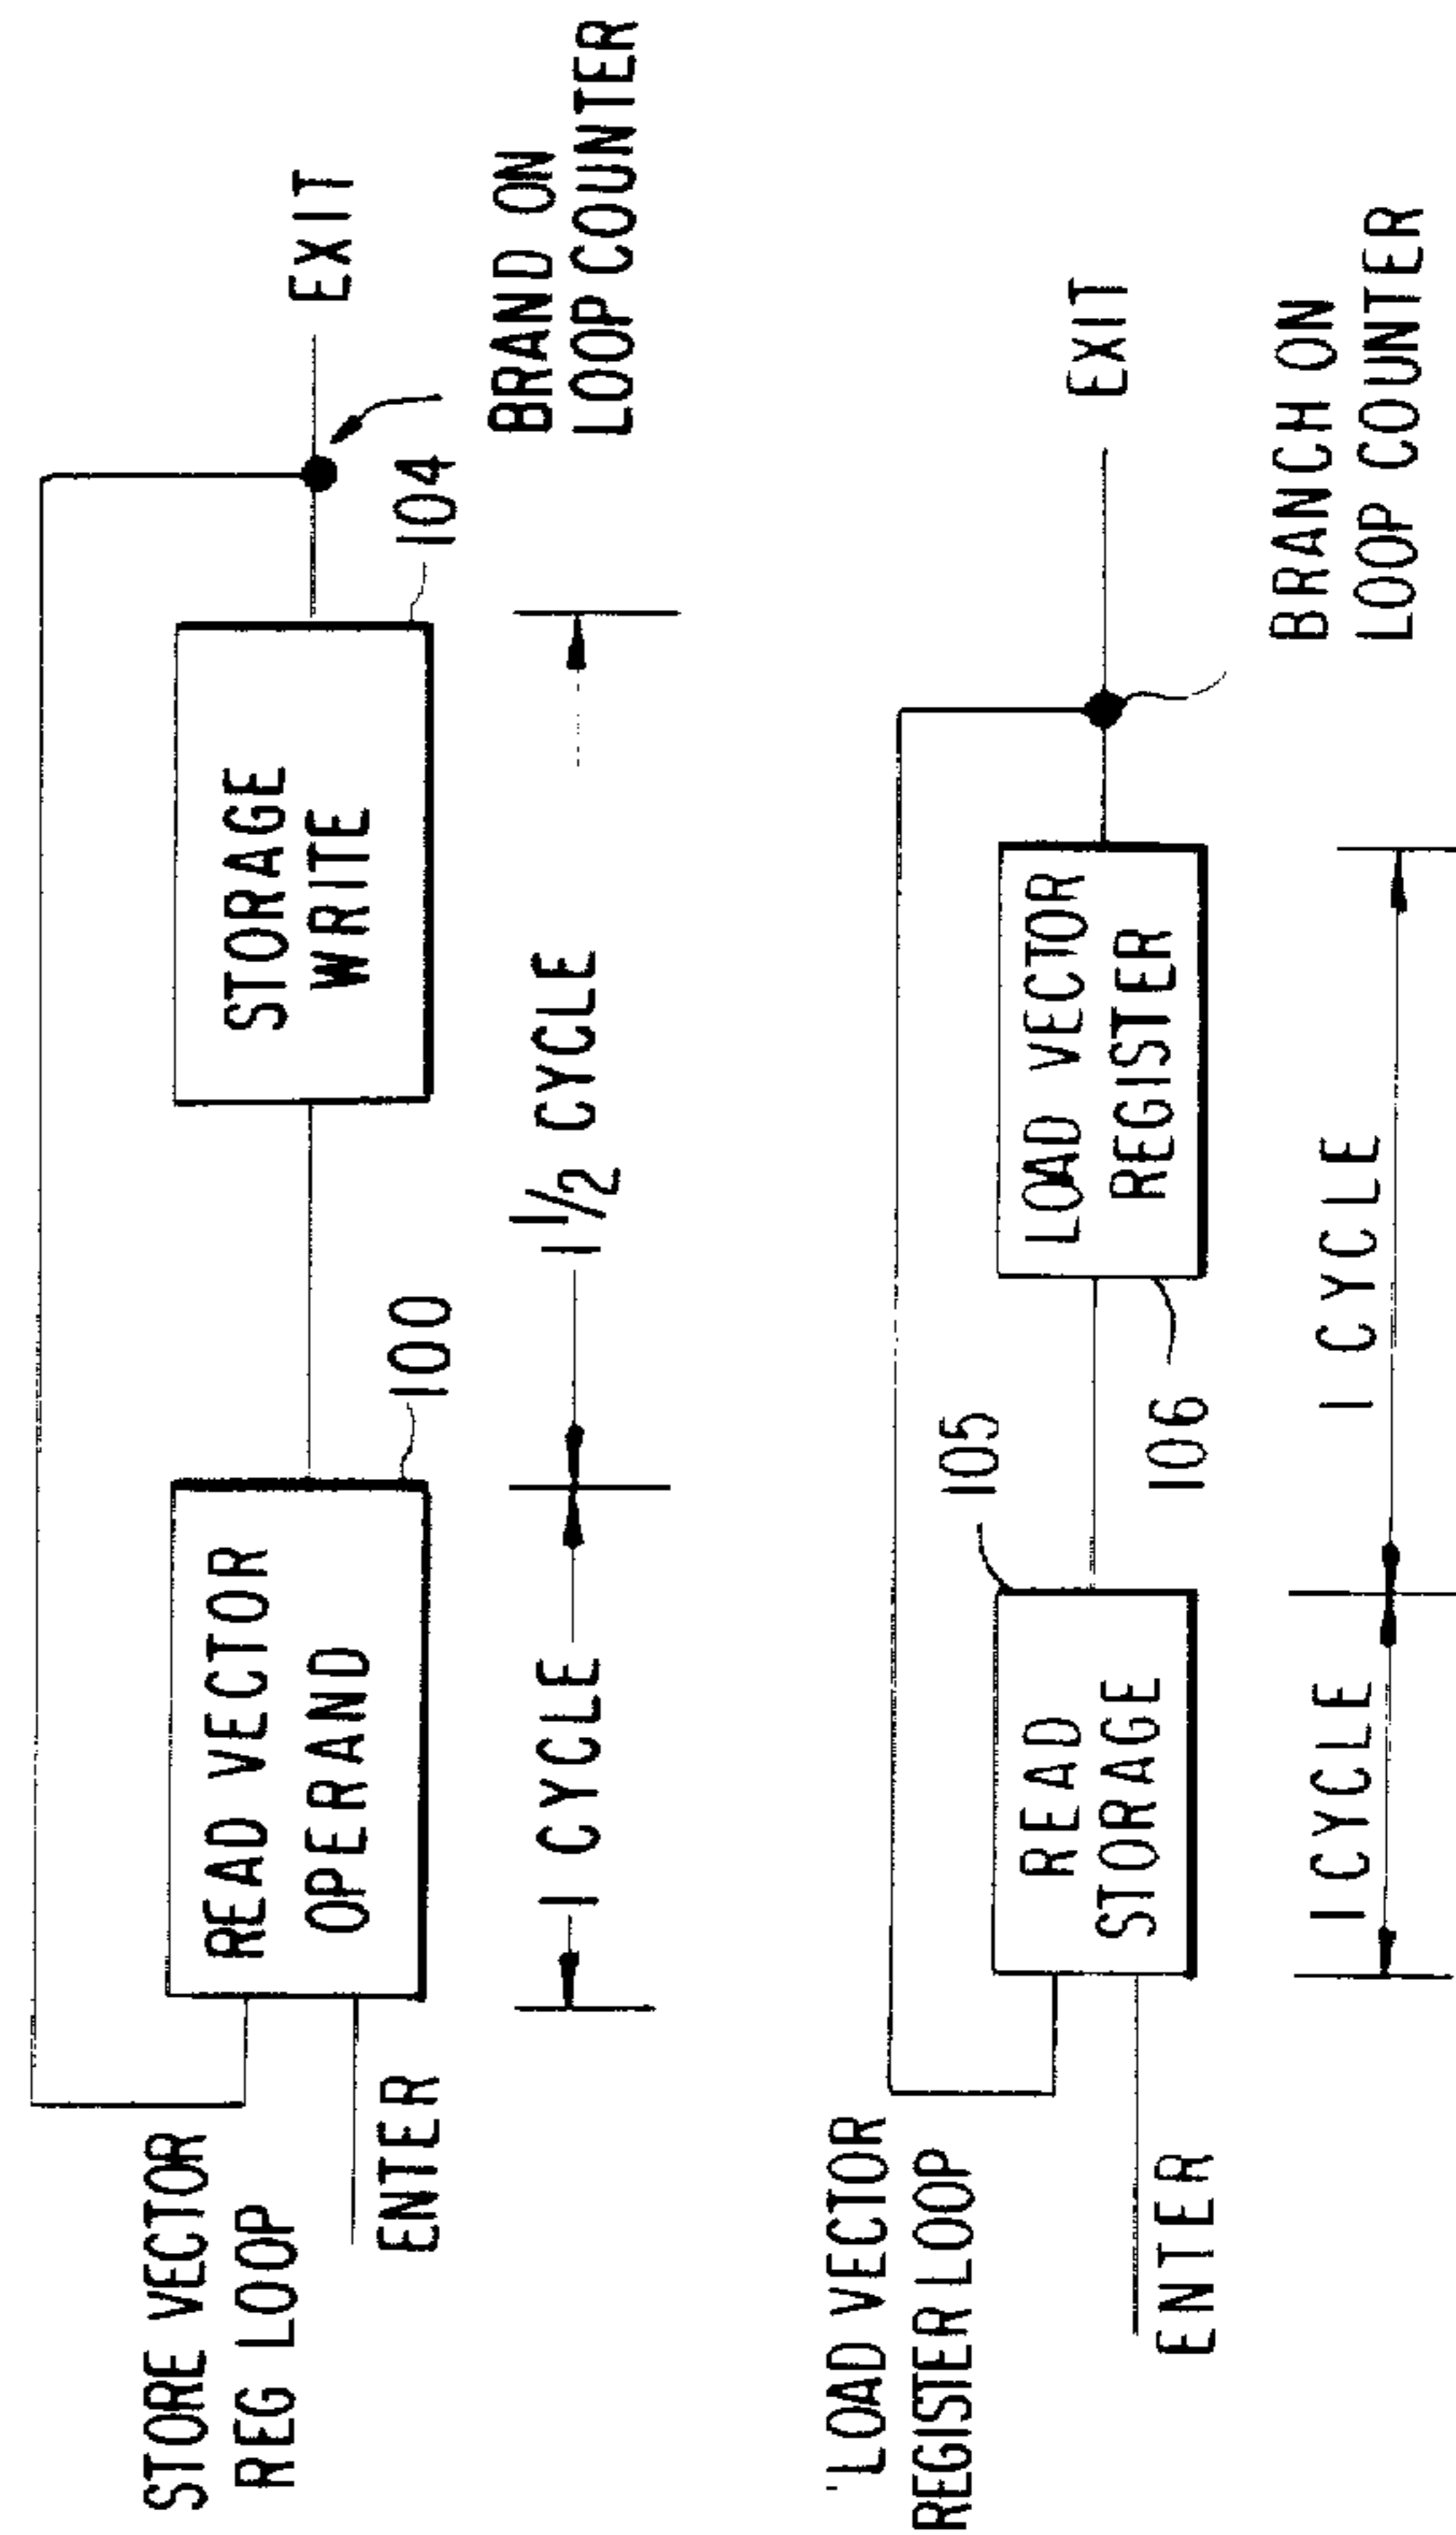 STORE VECTOR
REG LOOP
ENTER
READ VECTOR
OPERAND
100
STORAGE
WRITE
104
EXIT
BRAND ON
LOOP COUNTER
1 CYCLE
1 1/2 CYCLE
LOAD VECTOR
REGISTER LOOP
ENTER
READ
STORAGE
105
LOAD VECTOR
REGISTER
106
EXIT
BRANCH ON
LOOP COUNTER
1 CYCLE
1 CYCLE